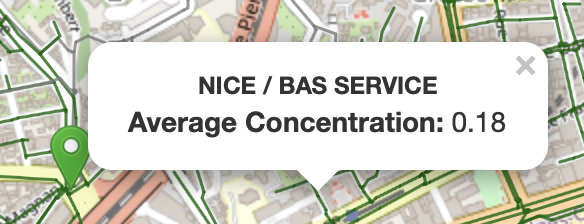 NICE / BAS SERVICE
Average Concentration: 0.18
×